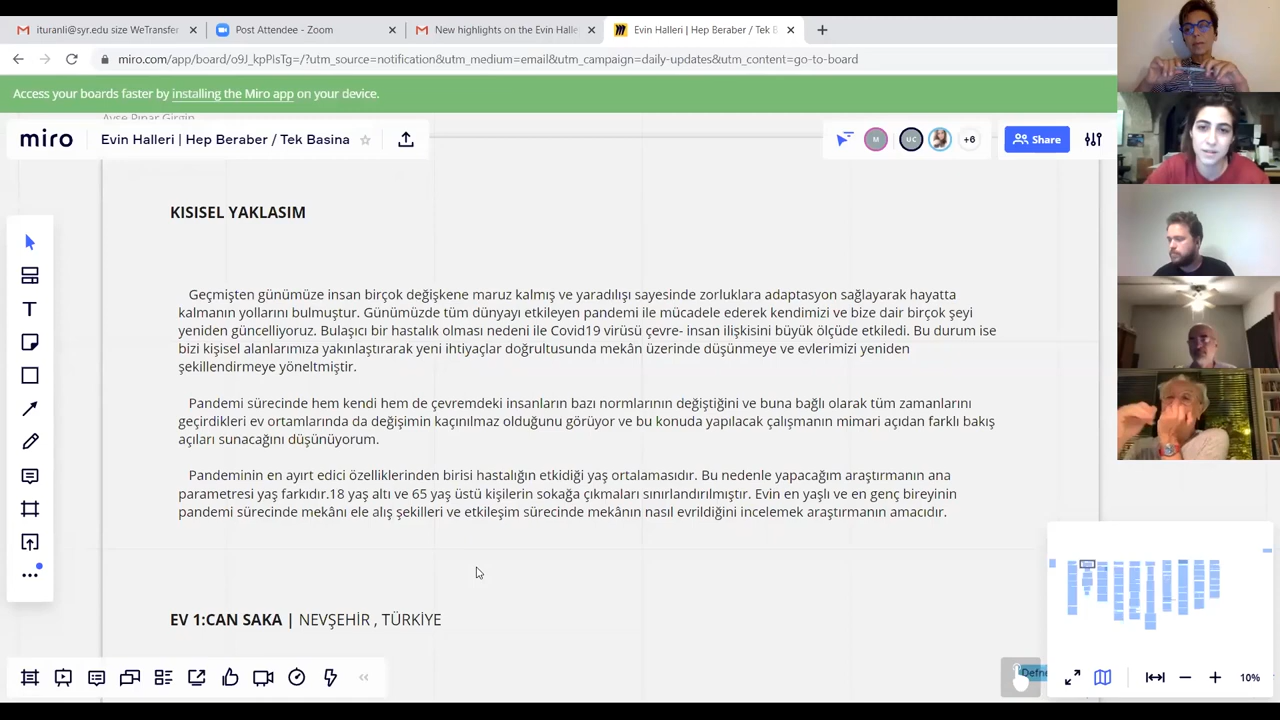 ituranli@syr.edu size WeTransfer
Post Attendee - Zoom
New highlights on the Evin Halle
Evin Halleri | Hep Beraber / Tek B
miro.com/app/board/o9J_kpPlsTg=/?utm_source=notification&utm_medium=email&utm_campaign=daily-updates&utm_content=go-to-board
Access your boards faster by installing the Miro app on your device.
Ayse Pinar Girgin
miro
Evin Halleri | Hep Beraber / Tek Basina
M
UC
+6
Share
KISISEL YAKLASIM
Geçmişten günümüze insan birçok değişkene maruz kalmış ve yaradılışı sayesinde zorluklara adaptasyon sağlayarak hayatta
kalmanın yollarını bulmuştur. Günümüzde tüm dünyayı etkileyen pandemi ile mücadele ederek kendimizi ve bize dair birçok şeyi
yeniden güncelliyoruz. Bulaşıcı bir hastalık olması nedeni ile Covid19 virüsü çevre- insan ilişkisini büyük ölçüde etkiledi. Bu durum ise
bizi kişisel alanlarımıza yakınlaştırarak yeni ihtiyaçlar doğrultusunda mekân üzerinde düşünmeye ve evlerimizi yeniden
şekillendirmeye yöneltmiştir.
Pandemi sürecinde hem kendi hem de çevremdeki insanların bazı normlarının değiştiğini ve buna bağlı olarak tüm zamanlarını
geçirdikleri ev ortamlarında da değişimin kaçınılmaz olduğunu görüyor ve bu konuda yapılacak çalışmanın mimari açıdan farklı bakış
açıları sunacağını düşünüyorum.
Pandeminin en ayırt edici özelliklerinden birisi hastalığın etkidiği yaş ortalamasıdır. Bu nedenle yapacağım araştırmanın ana
parametresi yaş farkıdır.18 yaş altı ve 65 yaş üstü kişilerin sokağa çıkmaları sınırlandırılmıştır. Evin en yaşlı ve en genç bireyinin
pandemi sürecinde mekânı ele alış şekilleri ve etkileşim sürecinde mekânın nasıl evrildiğini incelemek araştırmanın amacıdır.
EV 1:CAN SAKA | NEVŞEHİR , TÜRKİYE
Defne
10%